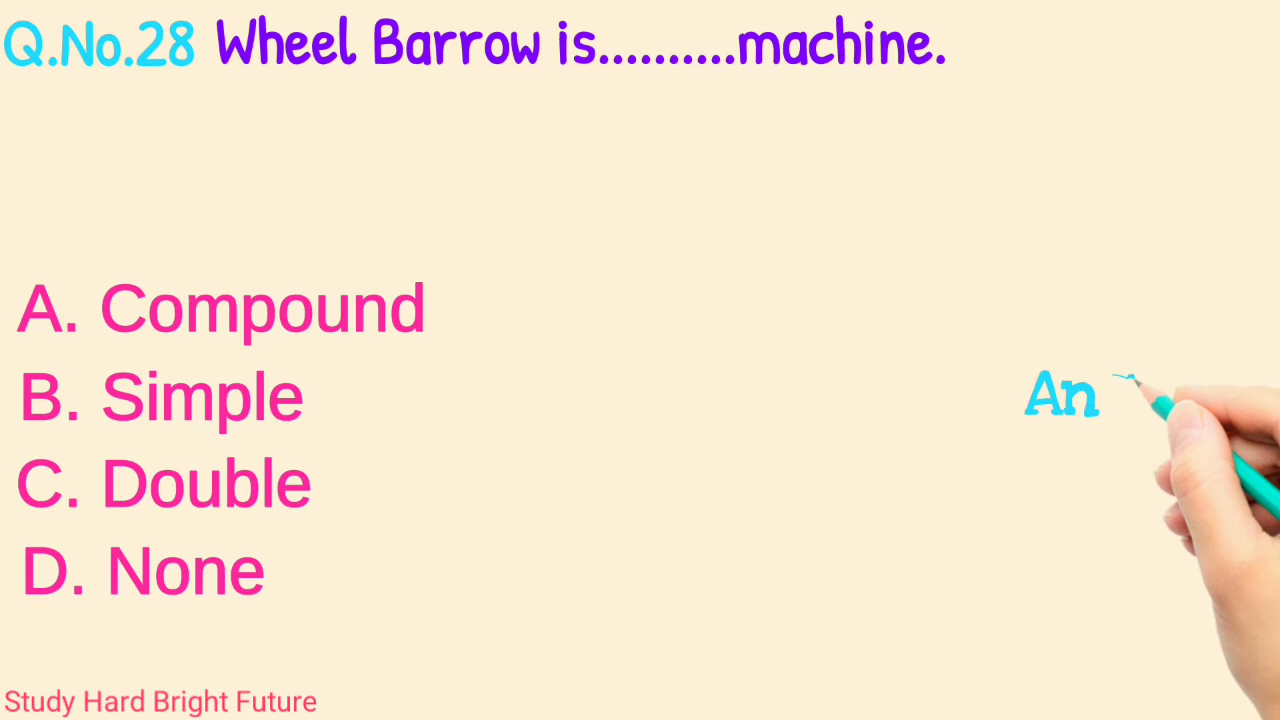 Q.No.28 Wheel Barrow is..........machine.
A. Compound
B. Simple
An
C. Double
D. None
Study Hard Bright Future